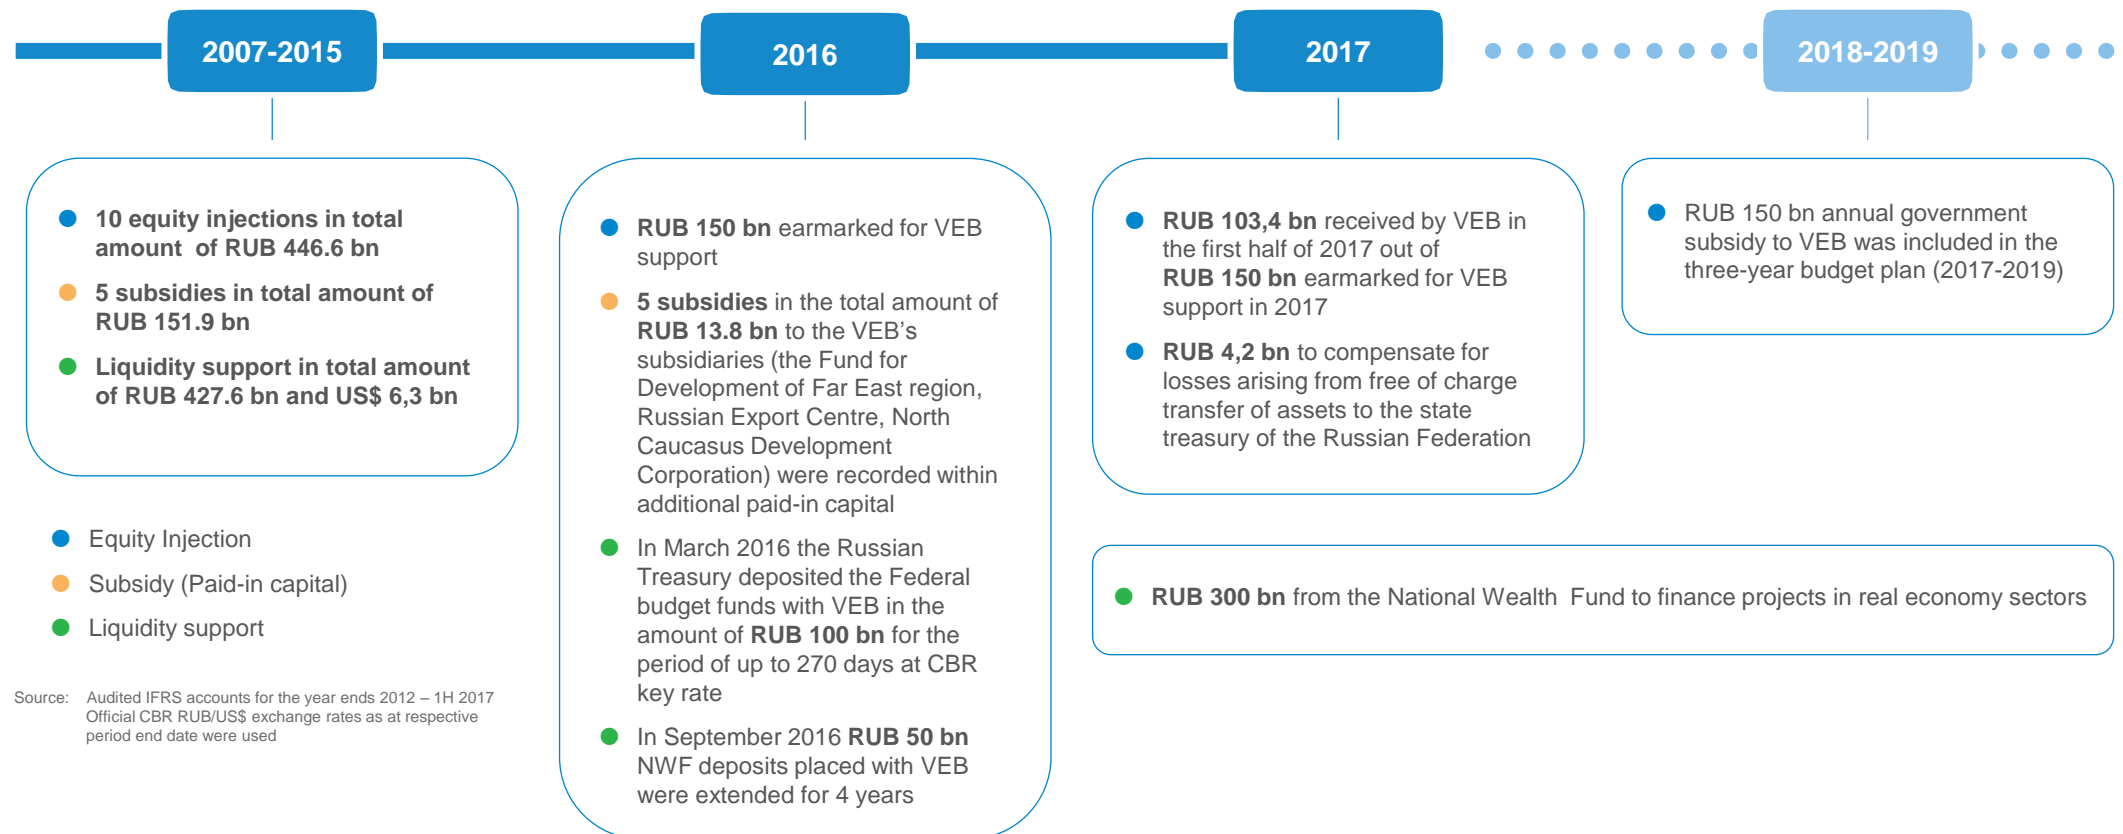 2007-2015
10 equity injections in total
amount of RUB 446.6 bn
5 subsidies in total amount of
RUB 151.9 bn
Liquidity support in total amount
of RUB 427.6 bn and US$ 6,3 bn
Equity Injection
Subsidy (Paid-in capital)
Liquidity support
Source: Audited IFRS accounts for the year ends 2012 – 1H 2017
Official CBR RUB/US$ exchange rates as at respective
period end date were used
2016
RUB 150 bn earmarked for VEB
support
5 subsidies in the total amount of
RUB 13.8 bn to the VEB’s
subsidiaries (the Fund for
Development of Far East region,
Russian Export Centre, North
Caucasus Development
Corporation) were recorded within
additional paid-in capital
In March 2016 the Russian
Treasury deposited the Federal
budget funds with VEB in the
amount of RUB 100 bn for the
period of up to 270 days at CBR
key rate
In September 2016 RUB 50 bn
NWF deposits placed with VEB
were extended for 4 years
2017
RUB 103,4 bn received by VEB in
the first half of 2017 out of
RUB 150 bn earmarked for VEB
support in 2017
RUB 4,2 bn to compensate for
losses arising from free of charge
transfer of assets to the state
treasury of the Russian Federation
2018-2019
RUB 150 bn annual government
subsidy to VEB was included in the
three-year budget plan (2017-2019)
RUB 300 bn from the National Wealth Fund to finance projects in real economy sectors